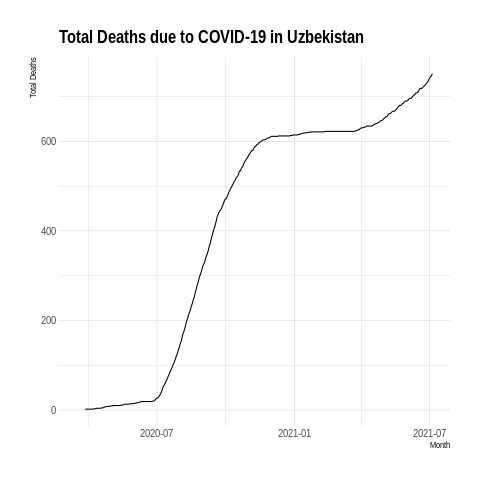 Total Deaths due to COVID-19 in Uzbekistan
Total Deaths
600
400
200
0
2020-07
2021-01
2021-07
Month